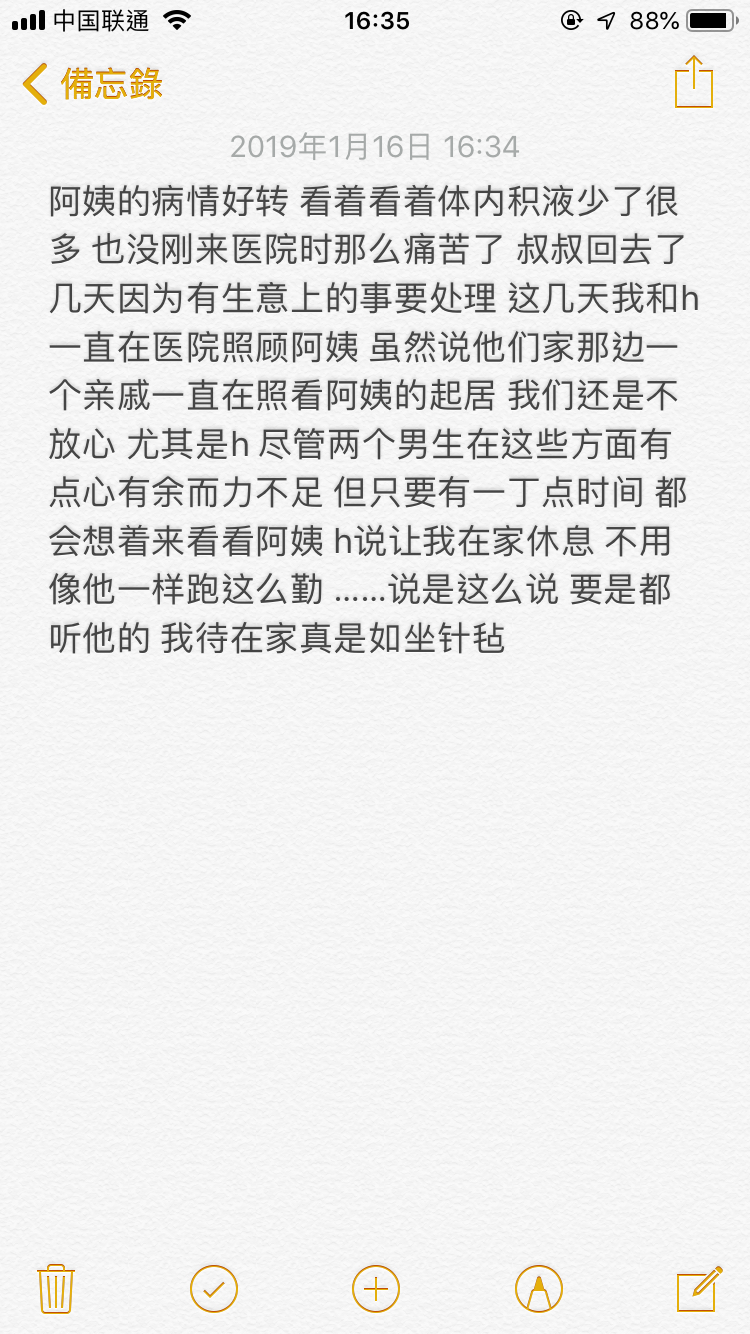 中国联通 16:35 88%
備忘錄
2019年1月16日 16:34
阿姨的病情好转 看着看着体内积液少了很
多 也没刚来医院时那么痛苦了 叔叔回去了
几天因为有生意上的事要处理 这几天我和h
一直在医院照顾阿姨 虽然说他们家那边一
个亲戚一直在照看阿姨的起居 我们还是不
放心 尤其是h 尽管两个男生在这些方面有
点心有余而力不足 但只要有一丁点时间 都
会想着来看看阿姨 h说让我在家休息 不用
像他一样跑这么勤 ......说是这么说 要是都
听他的 我待在家真是如坐针毡